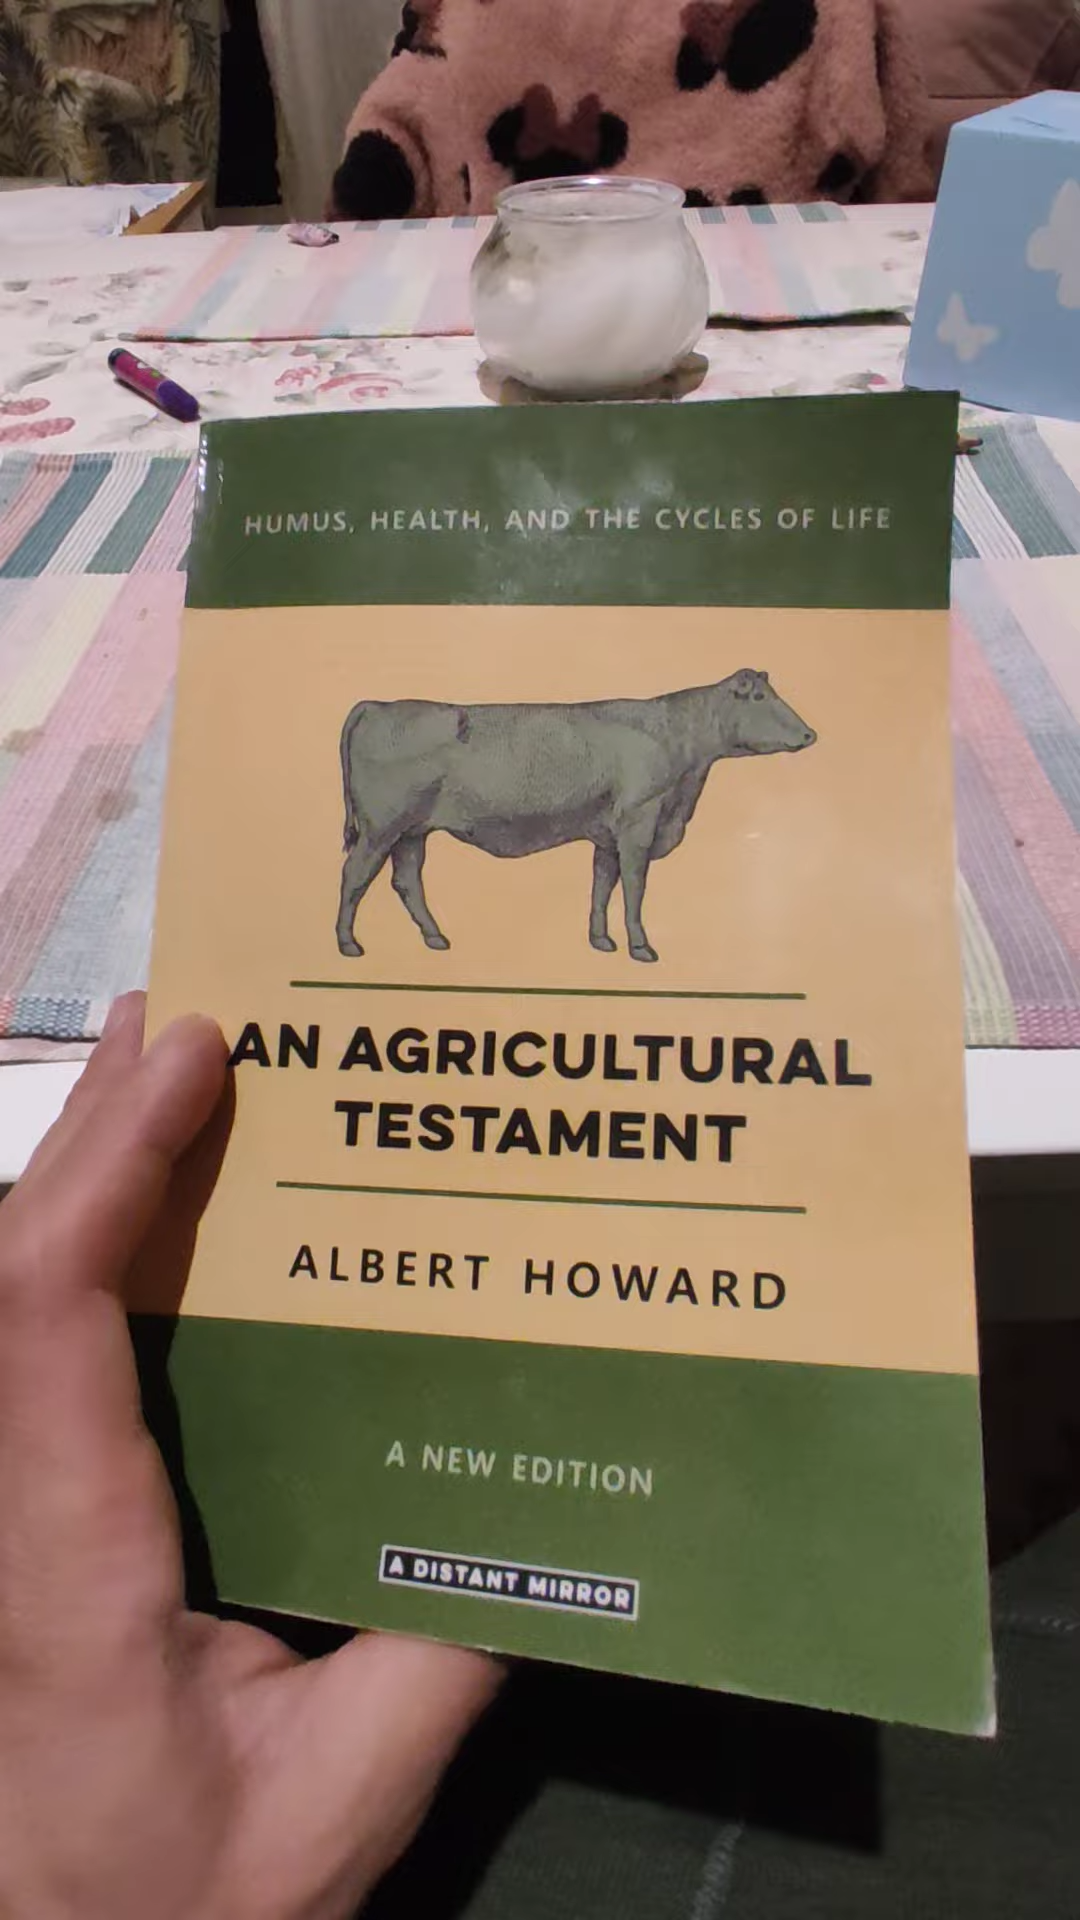 HUMUS, HEALTH, AND THE CYCLES OF LIFE
AN AGRICULTURAL
TESTAMENT
ALBERT HOWARD
A NEW EDITION
A DISTANT MIRROR